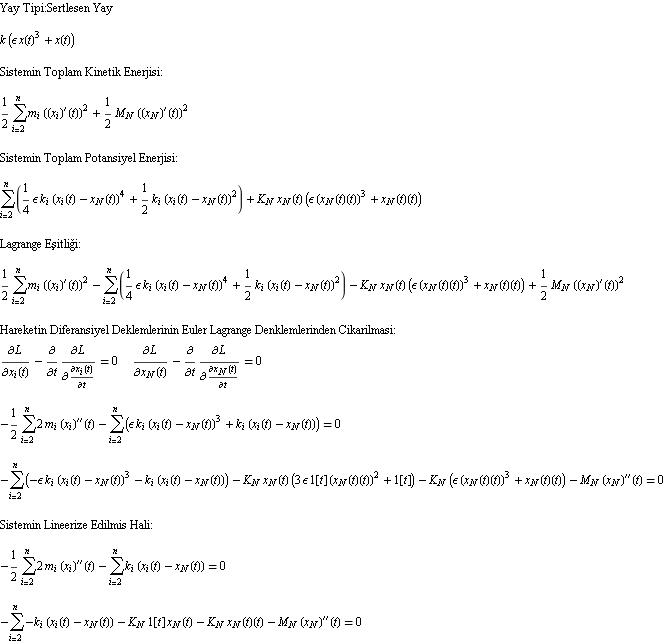 Yay Tipi:Sertlesen Yay
k (ϵ x(t)³ + x(t))
Sistemin Toplam Kinetik Enerjisi:
1/2 ∑_{i=2}^{n} m_i ((x_i)′(t))² + 1/2 M_N ((x_N)′(t))²
Sistemin Toplam Potansiyel Enerjisi:
∑_{i=2}^{n} (1/4 ϵ k_i (x_i(t) − x_N(t))⁴ + 1/2 k_i (x_i(t) − x_N(t))²) + K_N x_N(t) (ϵ (x_N(t)(t))³ + x_N(t)(t))
Lagrange Eşitliği:
1/2 ∑_{i=2}^{n} m_i ((x_i)′(t))² − ∑_{i=2}^{n} (1/4 ϵ k_i (x_i(t) − x_N(t))⁴ + 1/2 k_i (x_i(t) − x_N(t))²) − K_N x_N(t) (ϵ (x_N(t)(t))³ + x_N(t)(t)) + 1/2 M_N ((x_N)′(t))²
Hareketin Diferansiyel Deklemlerinin Euler Lagrange Denklemlerinden Cikarilmasi:
∂L/∂x_i(t) − ∂/∂t ∂L/∂(∂x_i(t)/∂t) = 0 ∂L/∂x_N(t) − ∂/∂t ∂L/∂(∂x_N(t)/∂t) = 0
−1/2 ∑_{i=2}^{n} 2 m_i (x_i)′′(t) − ∑_{i=2}^{n} (ϵ k_i (x_i(t) − x_N(t))³ + k_i (x_i(t) − x_N(t))) = 0
−∑_{i=2}^{n} (−ϵ k_i (x_i(t) − x_N(t))³ − k_i (x_i(t) − x_N(t))) − K_N x_N(t) (3 ϵ 1[t] (x_N(t)(t))² + 1[t]) − K_N (ϵ (x_N(t)(t))³ + x_N(t)(t)) − M_N (x_N)′′(t) = 0
Sistemin Lineerize Edilmis Hali:
−1/2 ∑_{i=2}^{n} 2 m_i (x_i)′′(t) − ∑_{i=2}^{n} k_i (x_i(t) − x_N(t)) = 0
−∑_{i=2}^{n} −k_i (x_i(t) − x_N(t)) − K_N 1[t] x_N(t) − K_N x_N(t)(t) − M_N (x_N)′′(t) = 0